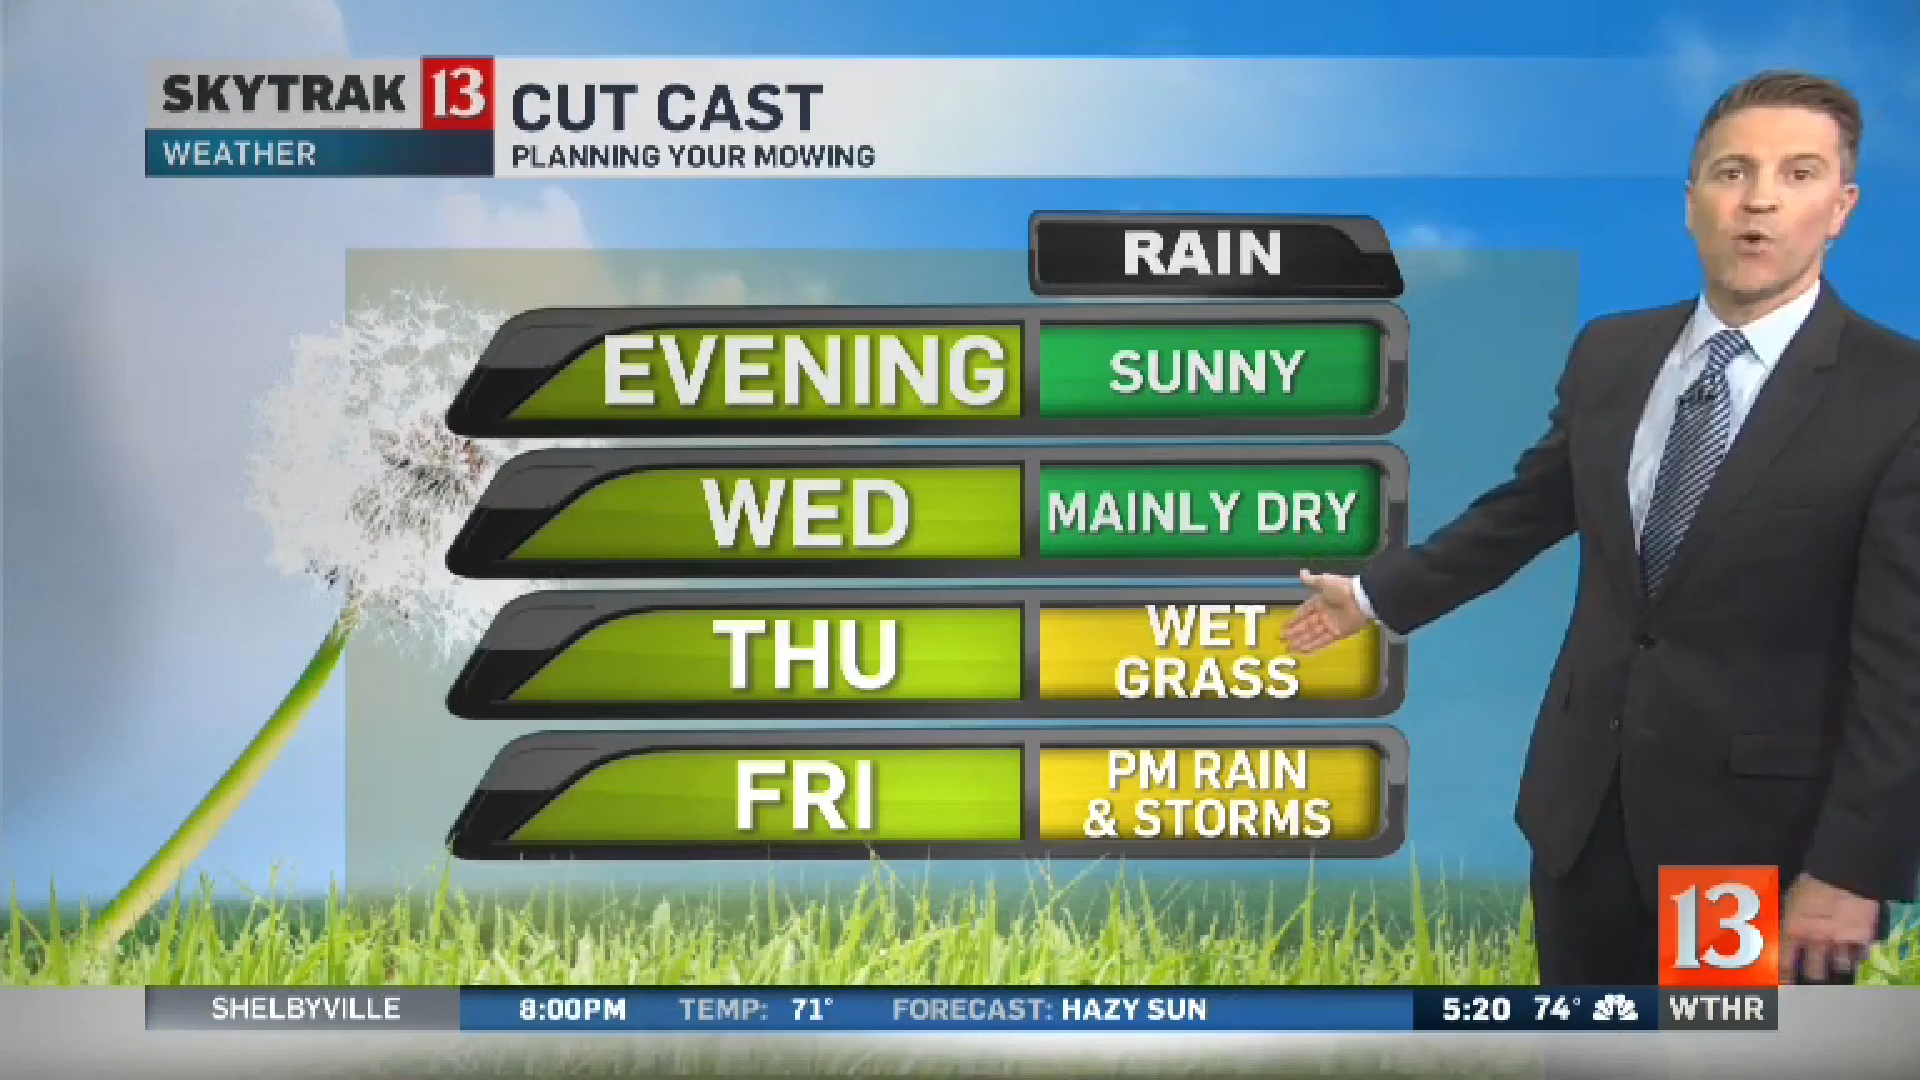 SKYTRAK 13
WEATHER
CUT CAST
PLANNING YOUR MOWING
RAIN
EVENING
SUNNY
WED
MAINLY DRY
THU
WET
GRASS
FRI
PM RAIN
& STORMS
13
SHELBYVILLE
8:00PM TEMP: 71° FORECAST: HAZY SUN
5:20 74°
WTHR